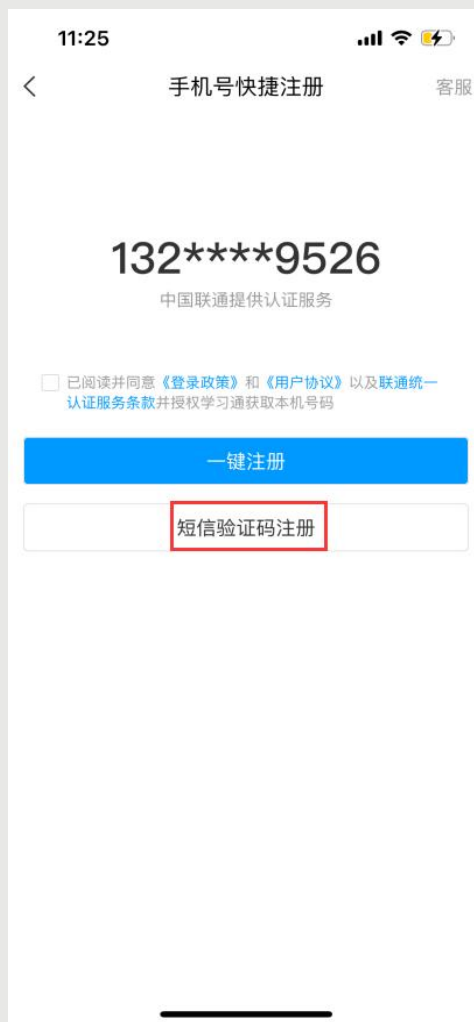 11:25
手机号快捷注册
客服
132****9526
中国联通提供认证服务
已阅读并同意《登录政策》和《用户协议》以及联通统一
认证服务条款并授权学习通获取本机号码
一键注册
短信验证码注册